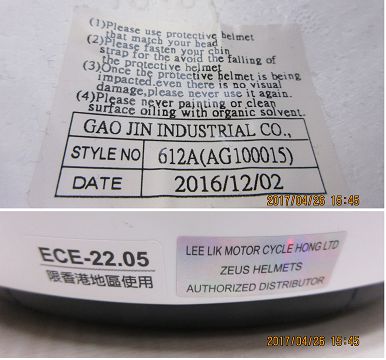 (1)Please use protective helmet
that match your head
(2)Please fasten your chin
strap for the avoid the falling of
the protective helmet
(3)Once the protective helmet is being
impacted.even there is no visual
damage,please never use it again.
(4)Please never painting or clean
surface oiling with organic solvent.
GAO JIN INDUSTRIAL CO.,
STYLE NO 612A(AG100015)
DATE 2016/12/02
2017/04/26 15:45
ECE-22.05
限香港地區使用
LEE LIK MOTOR CYCLE HONG LTD
ZEUS HELMETS
AUTHORIZED DISTRIBUTOR
2017/04/26 15:45